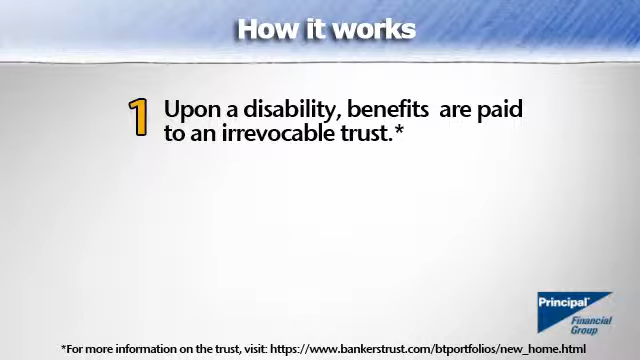 How it works
1 Upon a disability, benefits are paid
to an irrevocable trust.*
Principal®
Financial
Group
*For more information on the trust, visit: https://www.bankerstrust.com/btportfolios/new_home.html